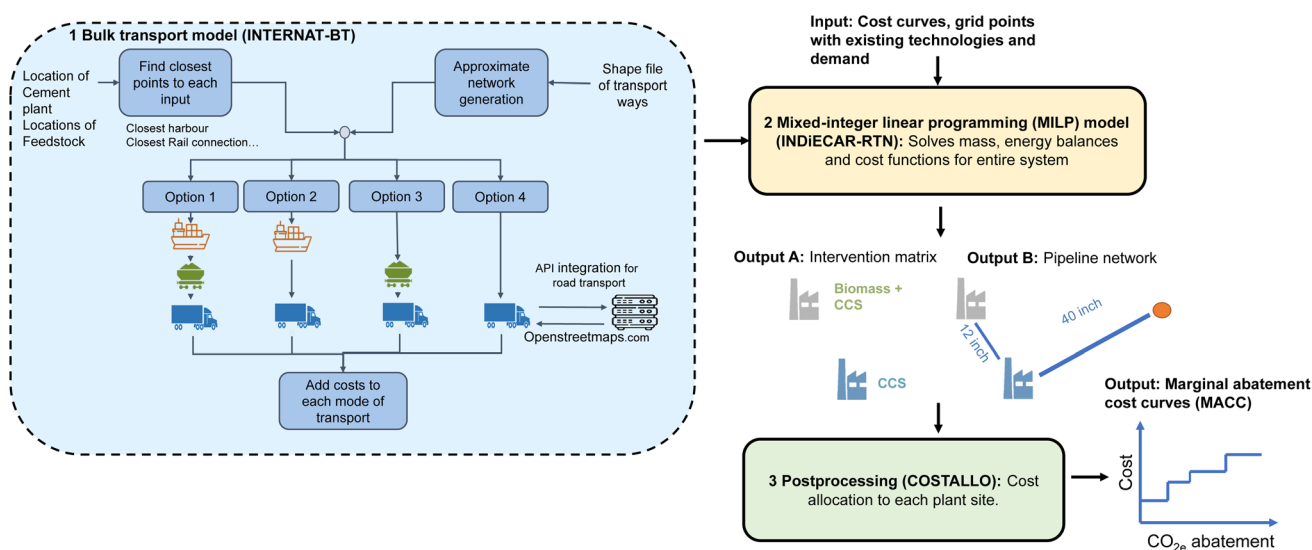 1 Bulk transport model (INTERNAT-BT)
Location of
Cement
plant
Locations of
Feedstock
Find closest
points to each
input
Closest harbour
Closest Rail connection…
Approximate
network
generation
Shape file
of transport
ways
Option 1
Option 2
Option 3
Option 4
API integration for
road transport
Openstreetmaps.com
Add costs to
each mode of
transport
Input: Cost curves, grid points
with existing technologies and
demand
2 Mixed-integer linear programming (MILP) model
(INDiECAR-RTN): Solves mass, energy balances
and cost functions for entire system
Output A: Intervention matrix
Biomass +
CCS
CCS
Output B: Pipeline network
12 inch
40 inch
3 Postprocessing (COSTALLO): Cost
allocation to each plant site.
Output: Marginal abatement
cost curves (MACC)
Cost
CO2e abatement